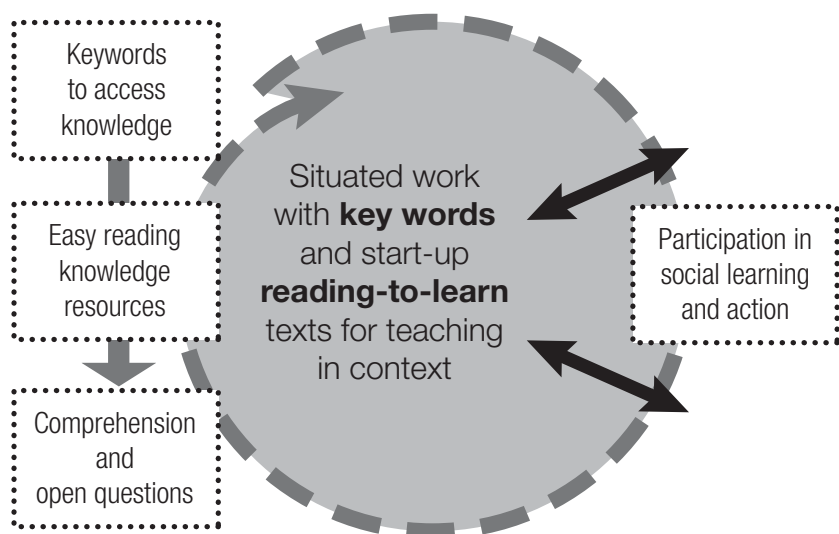 Keywords
to access
knowledge
Easy reading
knowledge
resources
Comprehension
and
open questions
Situated work
with key words
and start-up
reading-to-learn
texts for teaching
in context
Participation in
social learning
and action